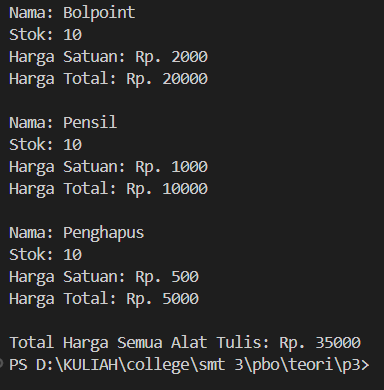 Nama: Bolpoint
Stok: 10
Harga Satuan: Rp. 2000
Harga Total: Rp. 20000

Nama: Pensil
Stok: 10
Harga Satuan: Rp. 1000
Harga Total: Rp. 10000

Nama: Penghapus
Stok: 10
Harga Satuan: Rp. 500
Harga Total: Rp. 5000

Total Harga Semua Alat Tulis: Rp. 35000
PS D:\KULIAH\college\smt 3\pbo\teori\p3>